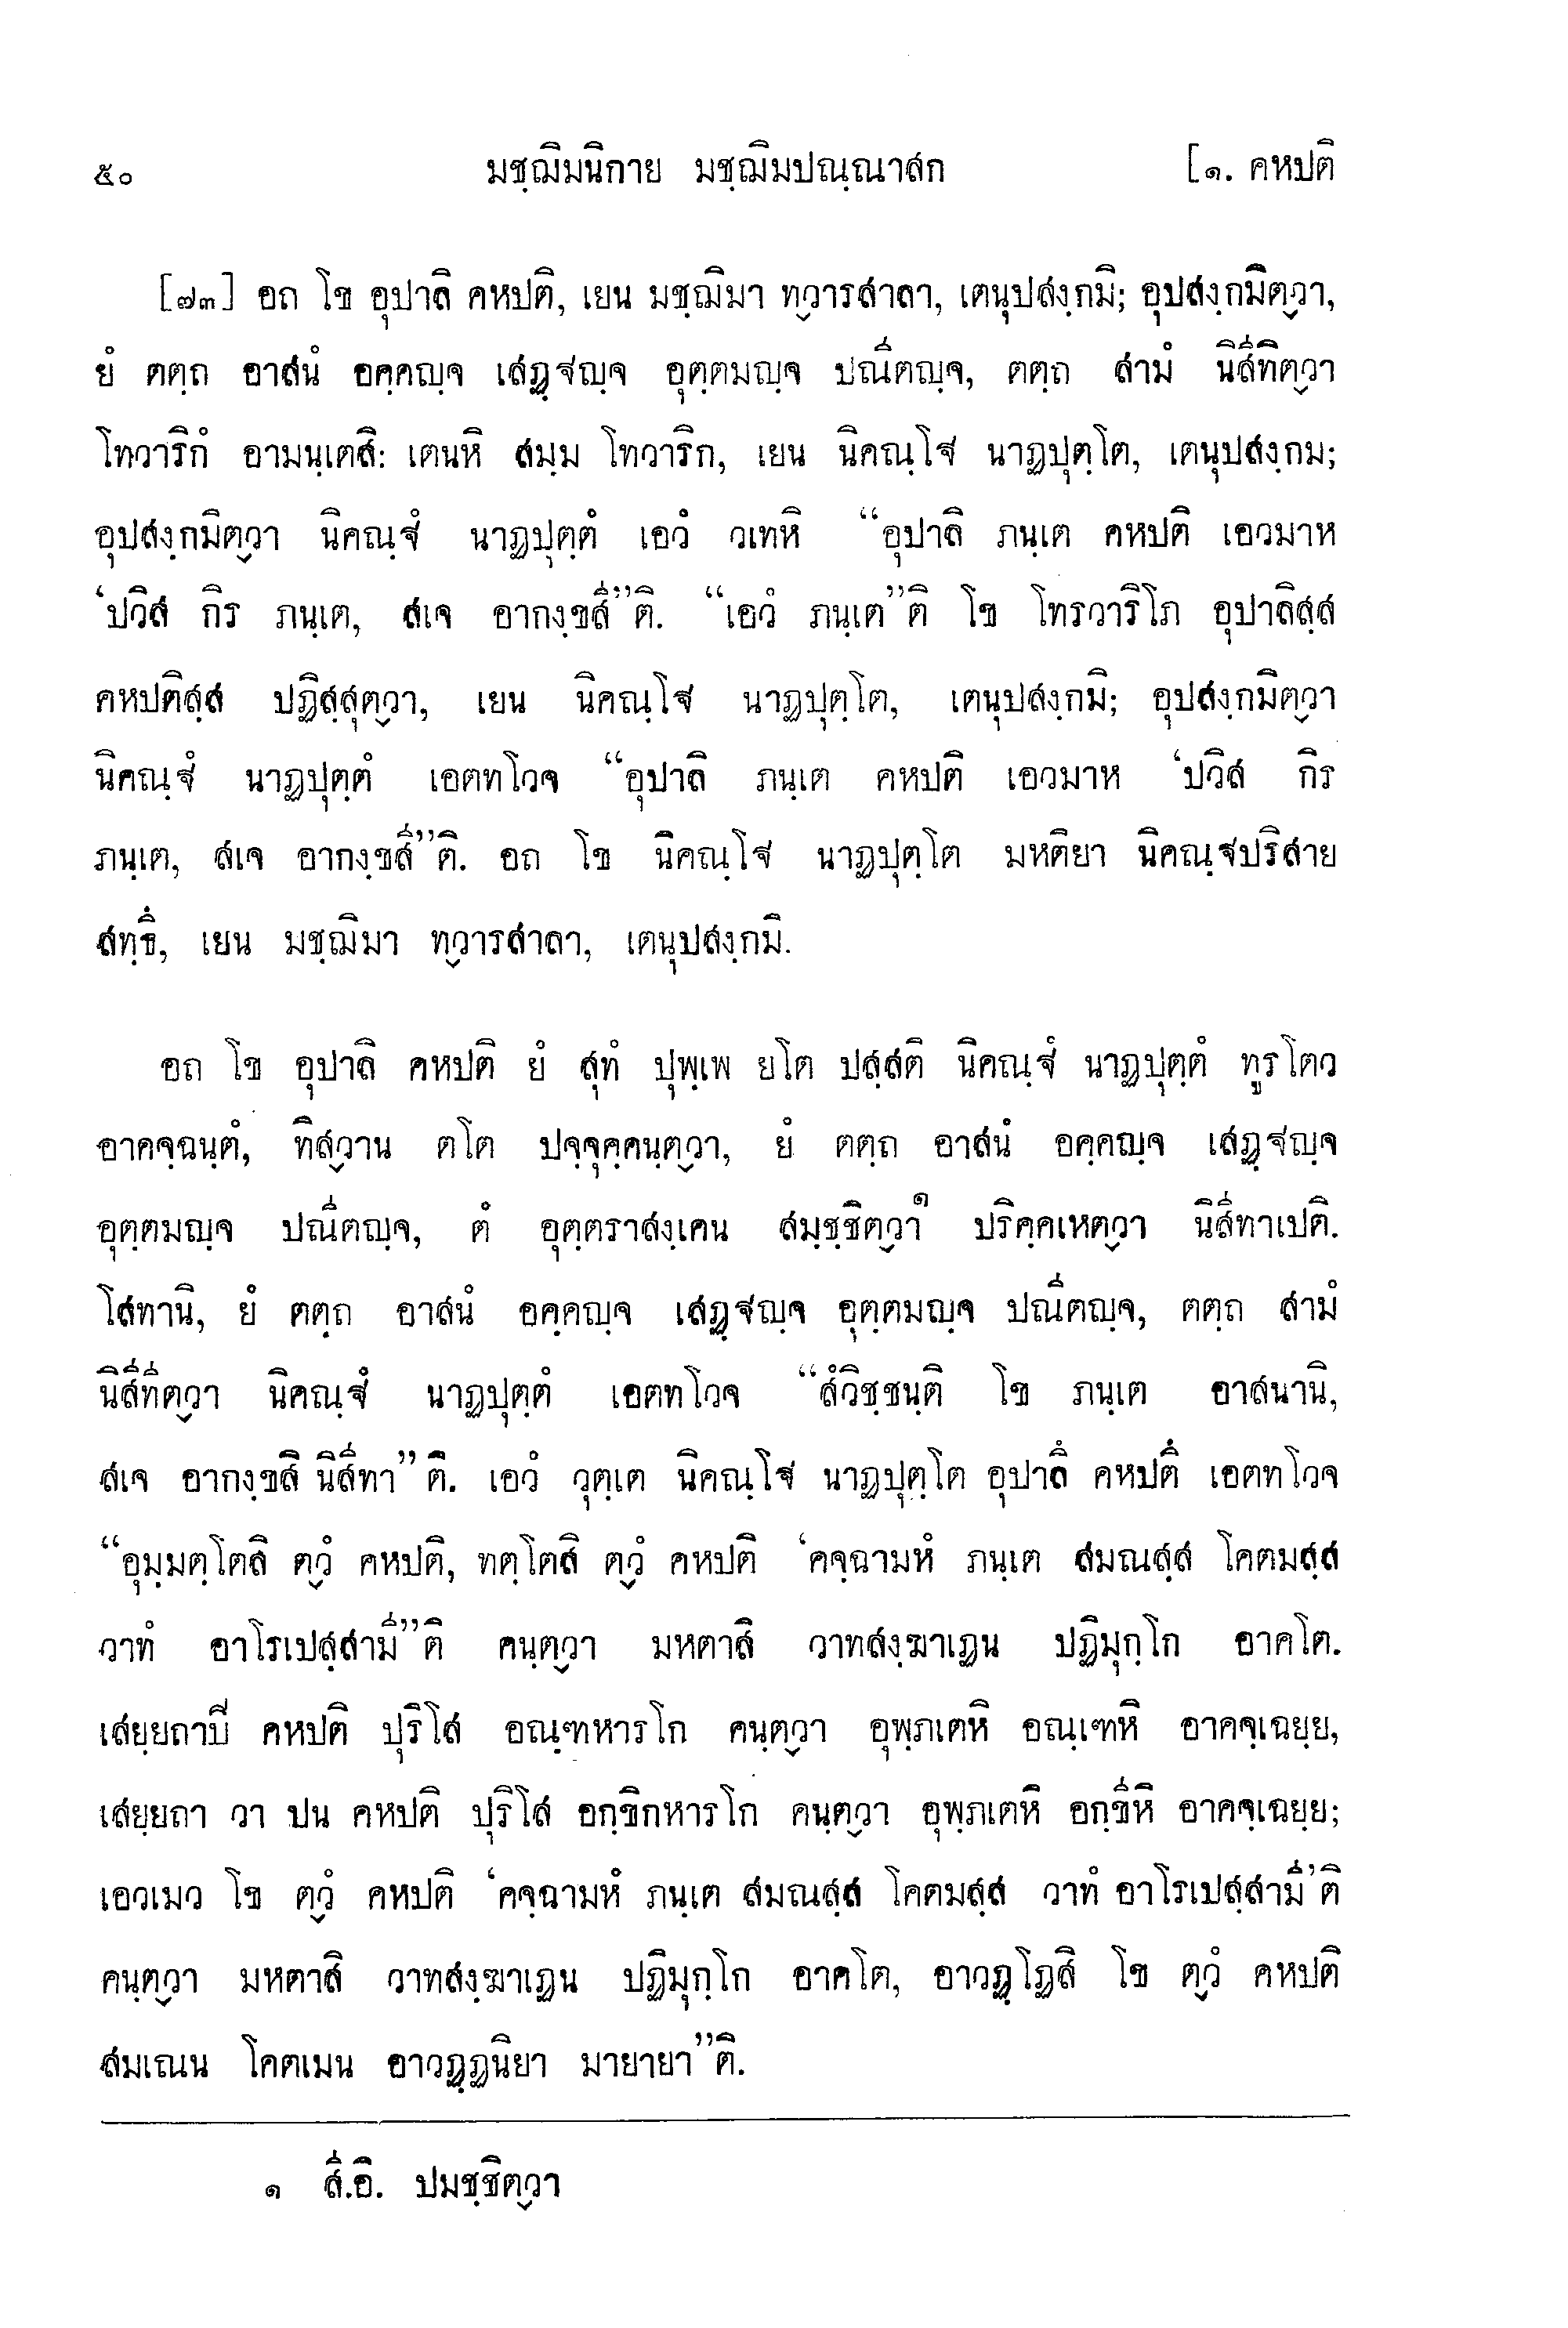 ๕๐ มชฺฌิมนิกาย มชฺฌิมปณฺณาสก [๑. คหปติ
[๗๓] อถ โข อุปาลิ คหปติ, เยน มชฺฌิมา ทฺวารสาลา, เตนุปสงฺกมิ; อุปสงฺกมิตฺวา,
ยํ ตตฺถ อาสนํ อคฺคญฺจ เสฏฺฐญฺจ อุตฺตมญฺจ ปณีตญฺจ, ตตฺถ สามํ นิสีทิตฺวา
โทวาริกํ อามนฺเตสิ: เตนหิ สมฺม โทวาริก, เยน นิคณฺโฐ นาฏปุตฺโต, เตนุปสงฺกม;
อุปสงฺกมิตฺวา นิคณฺฐํ นาฏปุตฺตํ เอวํ วเทหิ “อุปาลิ ภนฺเต คหปติ เอวมาห
‘ปวิส กิร ภนฺเต, สเจ อากงฺขสี”ติ. “เอวํ ภนฺเต”ติ โข โทรวาริโภ อุปาลิสฺส
คหปติสฺส ปฏิสฺสุตฺวา, เยน นิคณฺโฐ นาฏปุตฺโต, เตนุปสงฺกมิ; อุปสงฺกมิตฺวา
นิคณฺฐํ นาฏปุตฺตํ เอตทโวจ “อุปาลิ ภนฺเต คหปติ เอวมาห ‘ปวิส กิร
ภนฺเต, สเจ อากงฺขสี”ติ. อถ โข นิคณฺโฐ นาฏปุตฺโต มหติยา นิคณฺฐปริสาย
สทฺธึ, เยน มชฺฌิมา ทฺวารสาลา, เตนุปสงฺกมิ.
อถ โข อุปาลิ คหปติ ยํ สุทํ ปุพฺเพ ยโต ปสฺสติ นิคณฺฐํ นาฏปุตฺตํ ทูรโตว
อาคจฺฉนฺตํ, ทิสฺวาน ตโต ปจฺจุคฺคนฺตฺวา, ยํ ตตฺถ อาสนํ อคฺคญฺจ เสฏฺฐญฺจ
อุตฺตมญฺจ ปณีตญฺจ, ตํ อุตฺตราสงฺเคน สมฺชฺชิตฺวา๑ ปริคฺคเหตฺวา นิสีทาเปติ.
โสทานิ, ยํ ตตฺถ อาสนํ อคฺคญฺจ เสฏฺฐญฺจ อุตฺตมญฺจ ปณีตญฺจ, ตตฺถ สามํ
นิสีทีตฺวา นิคณฺฐํ นาฏปุตฺตํ เอตทโวจ “สํวิชฺชนฺติ โข ภนฺเต อาสนานิ,
สเจ อากงฺขสิ นิสีทา”ติ. เอวํ วุตฺเต นิคณฺโฐ นาฏปุตฺโต อุปาลึ คหปตึ เอตทโวจ
“อุมฺมตฺโตสิ ตฺวํ คหปติ, ทตฺโตสิ ตฺวํ คหปติ ‘คจฺฉามหํ ภนฺเต สมณสฺส โคตมสฺส
วาทํ อาโรเปสฺสามี”ติ คนฺตฺวา มหตาสิ วาทสงฺฆาเฏน ปฏิมุกฺโก อาคโต.
เสยฺยถาปี คหปติ ปุริโส อณฺฑหารโก คนฺตฺวา อุพฺภเตหิ อณฺเฑหิ อาคจฺเฉยฺย,
เสยฺยถา วา ปน คหปติ ปุริโส อกฺขิกหารโก คนฺตฺวา อุพฺภเตหิ อกฺขีหิ อาคจฺเฉยฺย;
เอวเมว โข ตฺวํ คหปติ ‘คจฺฉามหํ ภนฺเต สมณสฺส โคตมสฺส วาทํ อาโรเปสฺสามี’ติ
คนฺตฺวา มหตาสิ วาทสงฺฆาเฏน ปฏิมุกฺโก อาคโต, อาวฏฺโฏสิ โข ตฺวํ คหปติ
สมเณน โคตเมน อาวฏฺฏนิยา มายายา”ติ.
๑ สี.อิ. ปมชฺชิตฺวา